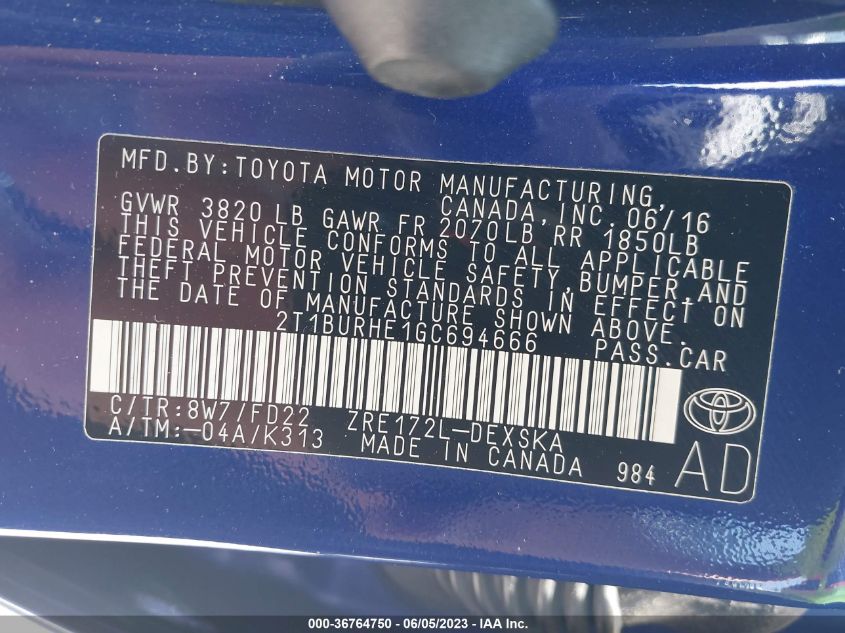 MFD.BY:TOYOTA MOTOR MANUFACTURING,
CANADA,INC. 06/16
GVWR 3820 LB GAWR FR 2070LB RR 1850LB
THIS VEHICLE CONFORMS TO ALL APPLICABLE
FEDERAL MOTOR VEHICLE SAFETY,BUMPER,AND
THEFT PREVENTION STANDARDS IN EFFECT ON
THE DATE OF MANUFACTURE SHOWN ABOVE.
2T1BURHE1GC694666 PASS.CAR
C/TR:8W7/FD22 ZRE172L-DEXSKA
A/TM:-04A/K313 MADE IN CANADA 984 AD
000-36764750 - 06/05/2023 - IAA Inc.